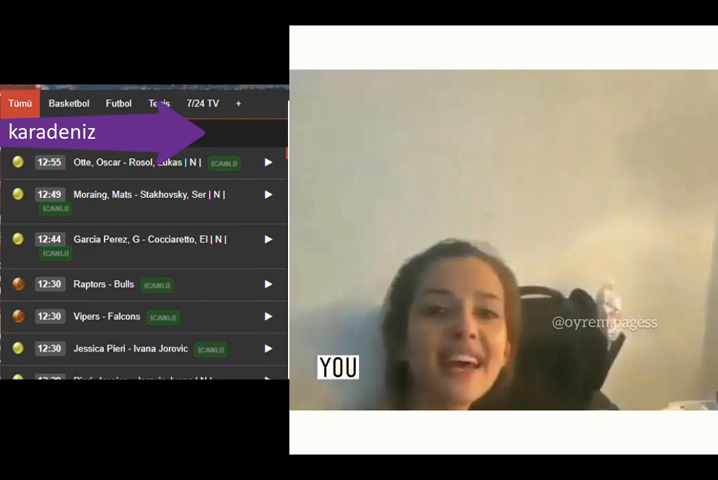 Tümü Basketbol Futbol Tenis 7/24 TV +
karadeniz
12:55 Otte, Oscar - Rosol, Lukas | N | (CANLI)
12:49 Moraing, Mats - Stakhovsky, Ser | N |
(CANLI)
12:44 Garcia Perez, G - Cocciaretto, El | N |
(CANLI)
12:30 Raptors - Bulls (CANLI)
12:30 Vipers - Falcons (CANLI)
12:30 Jessica Pieri - Ivana Jorovic (CANLI)
@oyrem.pagess
YOU